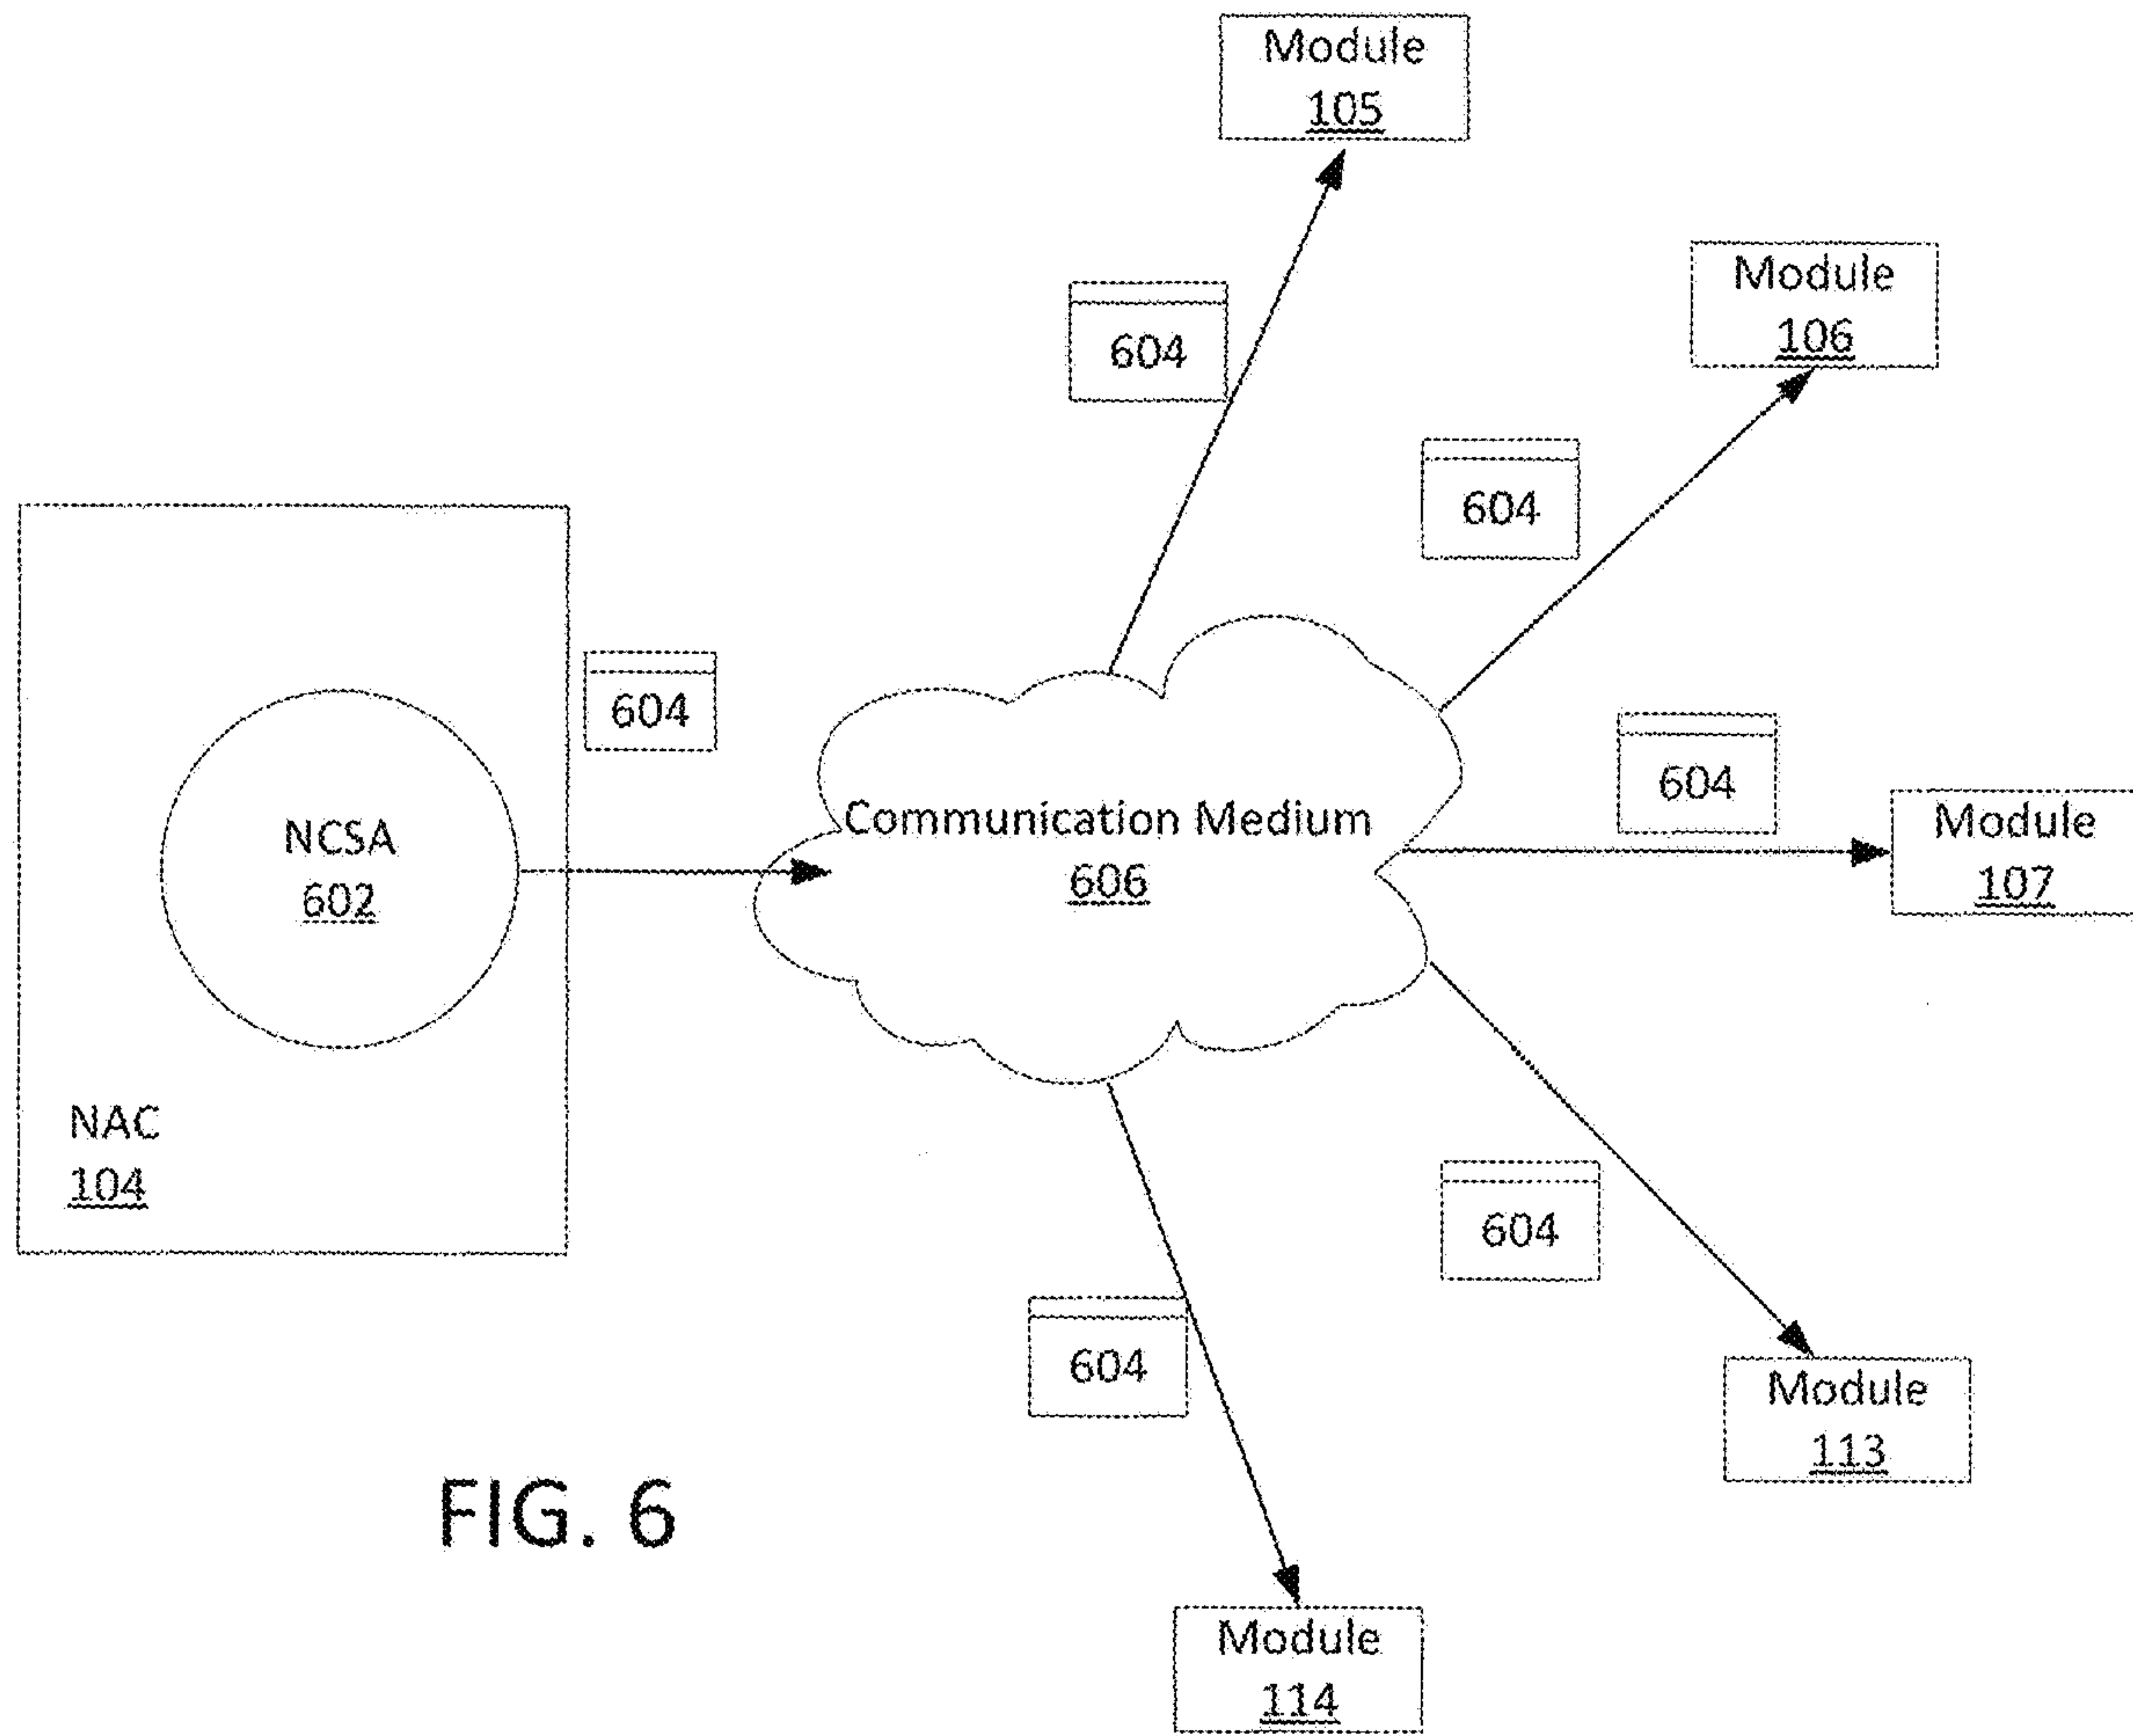 Module
105
Module
106
604
604
604
604
Module
107
NCSA
602
Communication Medium
606
NAC
104
604
604
Module
113
FIG. 6
Module
114